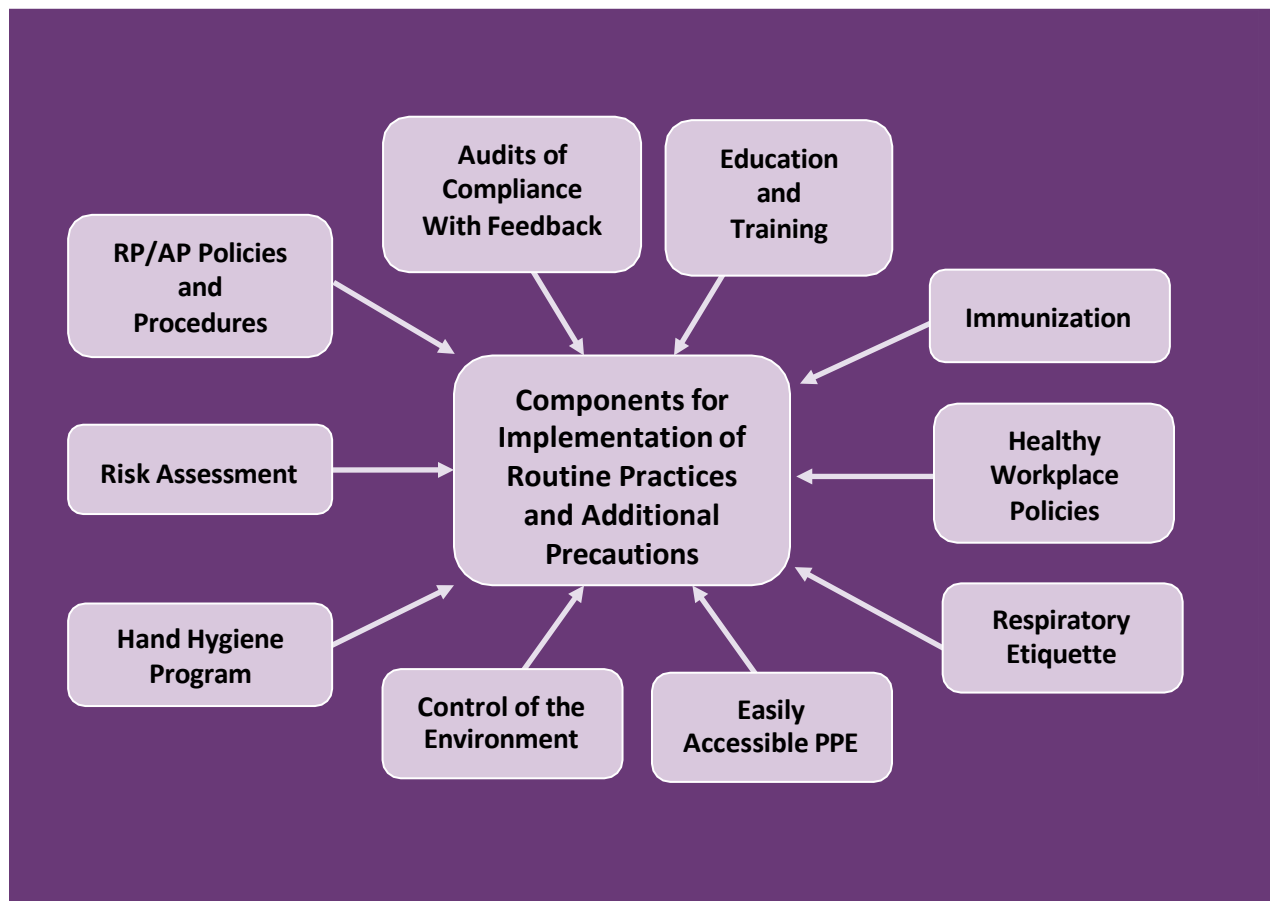 Audits of
Compliance
With Feedback
Education
and
Training
RP/AP Policies
and
Procedures
Immunization
Components for
Implementation of
Routine Practices
and Additional
Precautions
Healthy
Workplace
Policies
Risk Assessment
Hand Hygiene
Program
Respiratory
Etiquette
Control of the
Environment
Easily
Accessible PPE